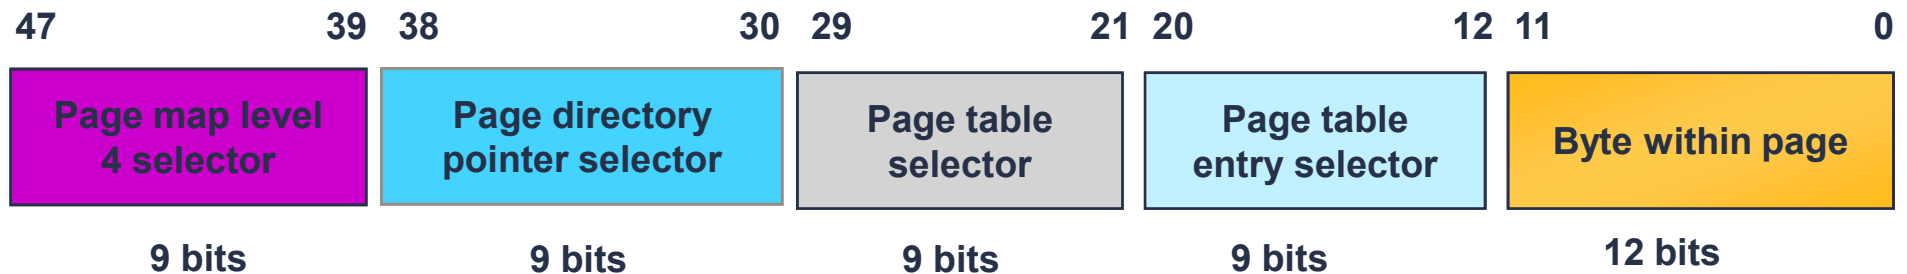 47 39 38 30 29 21 20 12 11 0
Page map level
4 selector
Page directory
pointer selector
Page table
selector
Page table
entry selector
Byte within page
9 bits 9 bits 9 bits 9 bits 12 bits